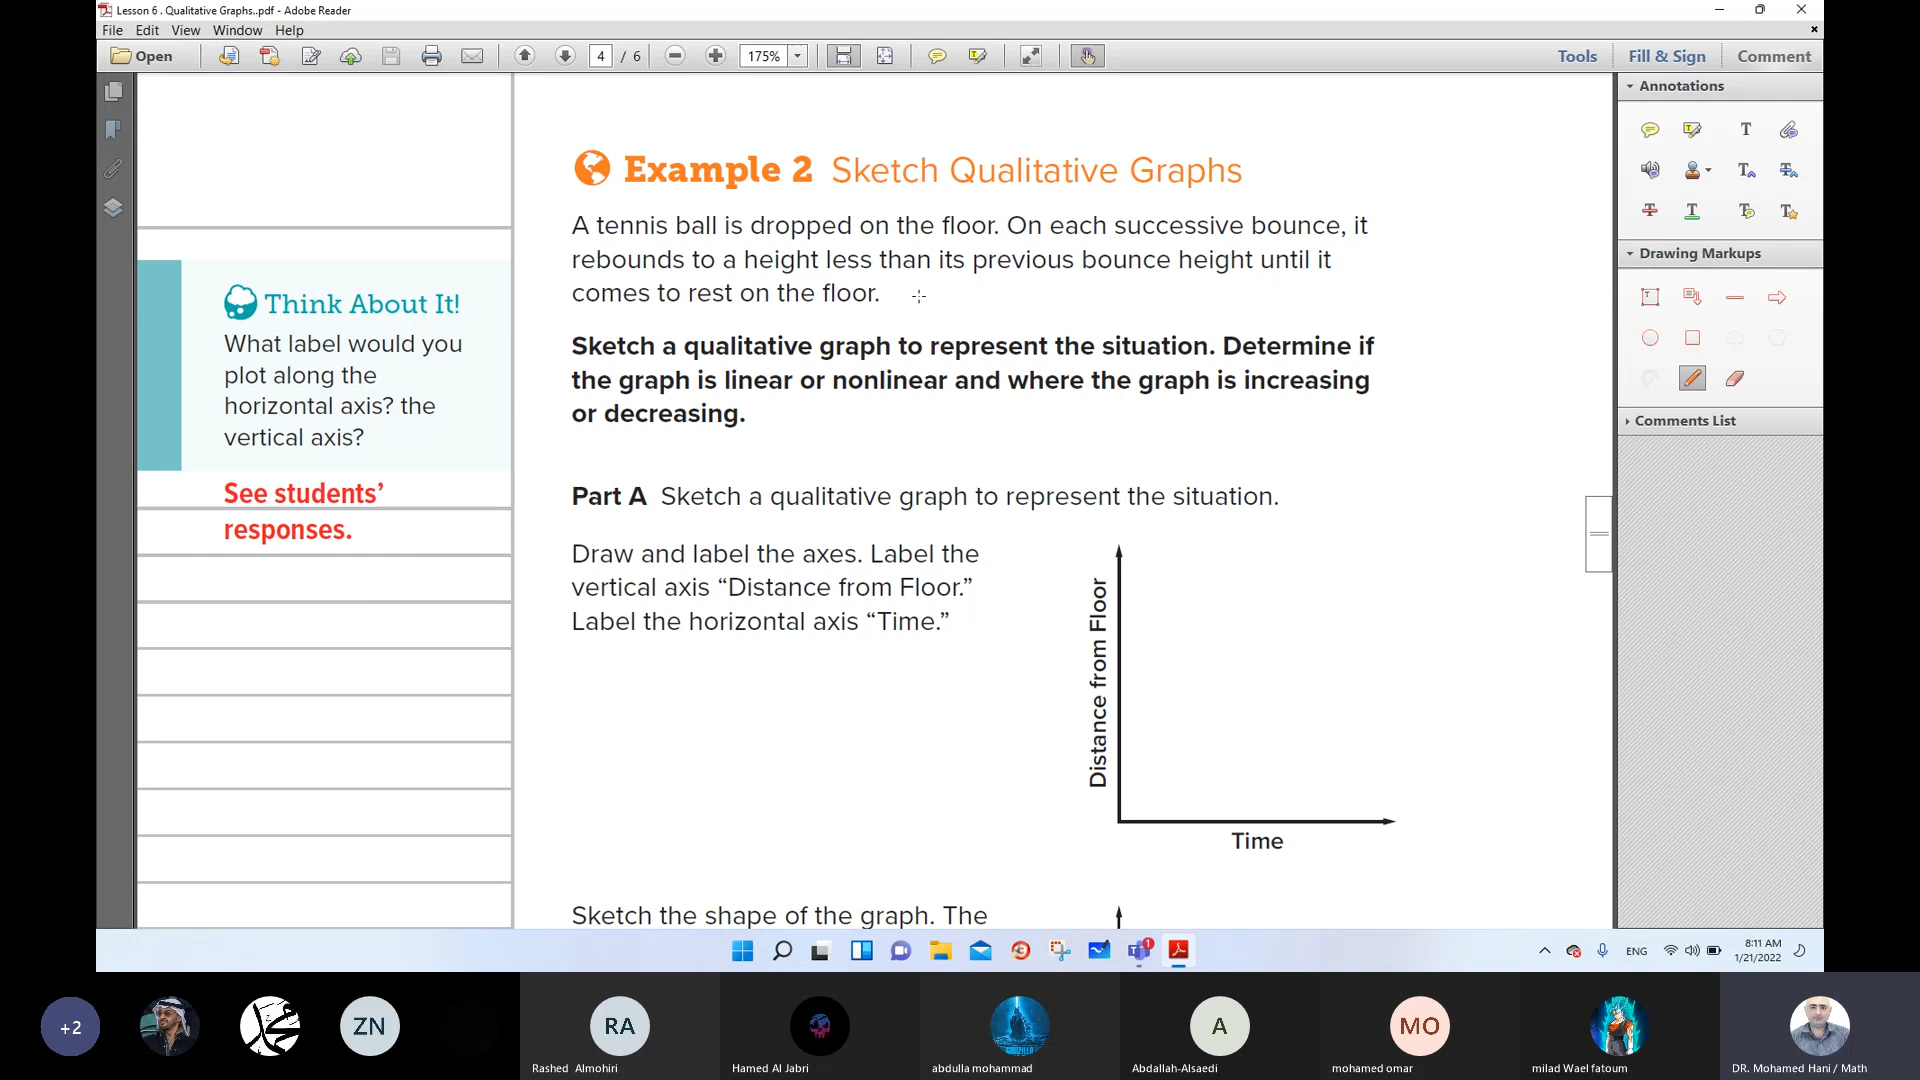 Lesson 6 . Qualitative Graphs..pdf - Adobe Reader
File Edit View Window Help
Open
4 / 6
175%
Tools
Fill & Sign
Comment
Annotations
Drawing Markups
Comments List
Example 2 Sketch Qualitative Graphs
A tennis ball is dropped on the floor. On each successive bounce, it
rebounds to a height less than its previous bounce height until it
comes to rest on the floor.
Sketch a qualitative graph to represent the situation. Determine if
the graph is linear or nonlinear and where the graph is increasing
or decreasing.
Think About It!
What label would you
plot along the
horizontal axis? the
vertical axis?
See students’
responses.
Part A Sketch a qualitative graph to represent the situation.
Draw and label the axes. Label the
vertical axis “Distance from Floor.”
Label the horizontal axis “Time.”
Distance from Floor
Time
Sketch the shape of the graph. The
1
ENG
8:11 AM
1/21/2022
+2
ZN
RA
A
MO
Rashed Almohiri
Hamed Al Jabri
abdulla mohammad
Abdallah-Alsaedi
mohamed omar
milad Wael fatoum
DR. Mohamed Hani / Math